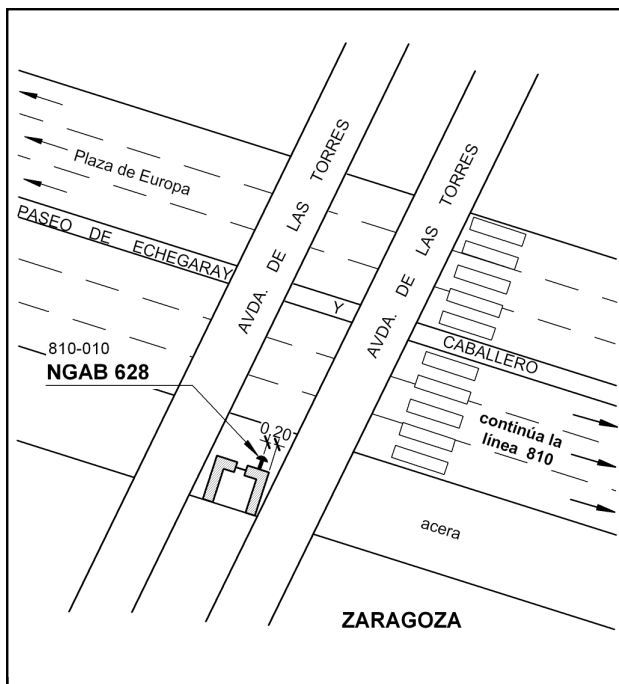 Plaza de Europa
PASEO DE ECHEGARAY
Y
CABALLERO
AVDA. DE LAS TORRES
AVDA. DE LAS TORRES
810-010
NGAB 628
0,20
continúa la
línea 810
acera
ZARAGOZA